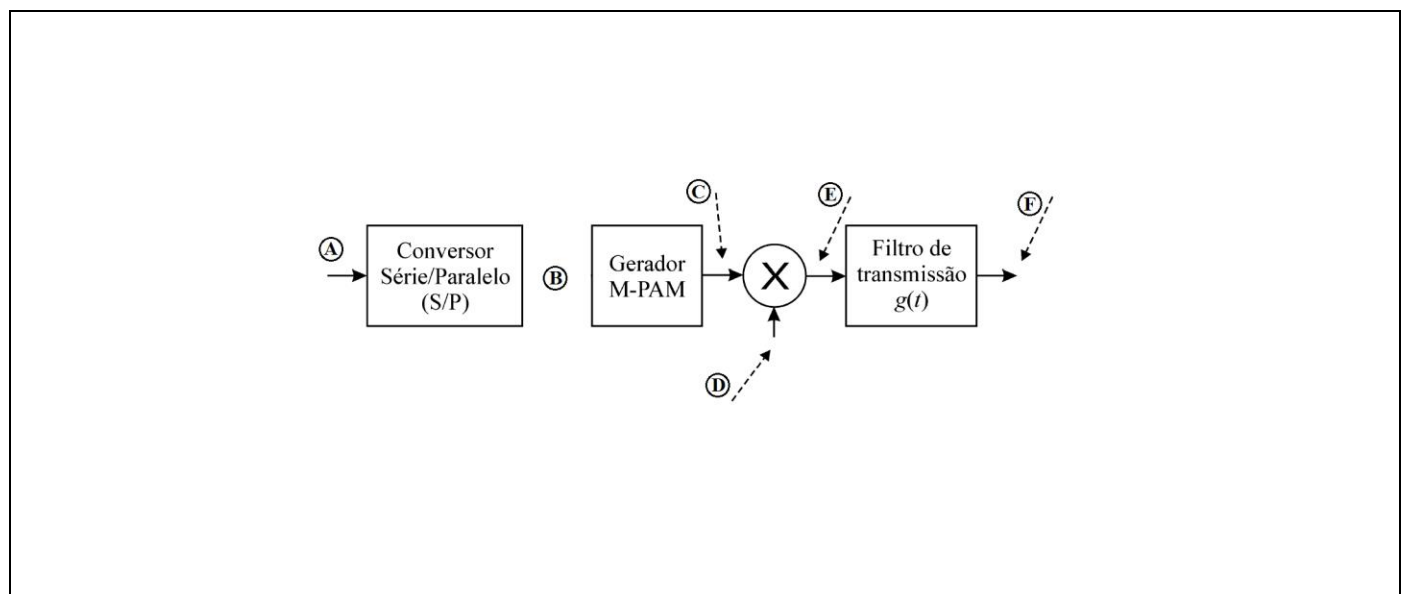 A
Conversor
Série/Paralelo
(S/P)
B
Gerador
M-PAM
C
X
D
E
Filtro de
transmissão
g(t)
F